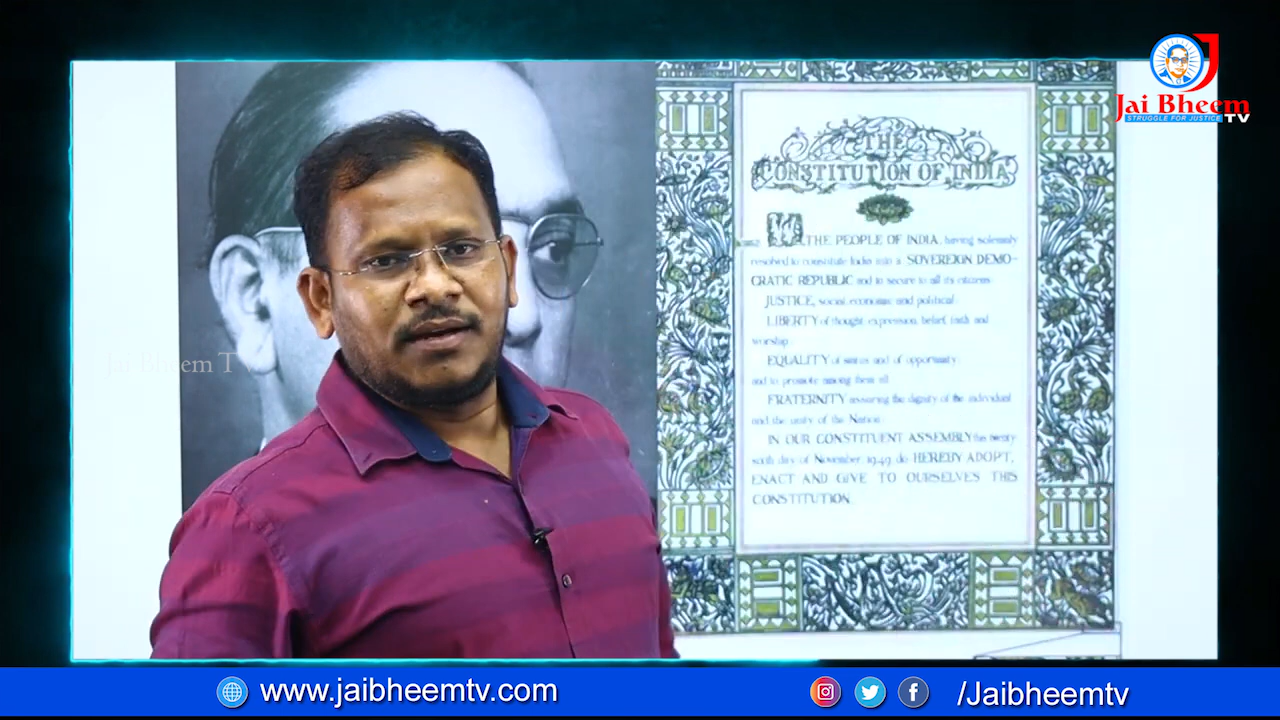 Jai Bheem
STRUGGLE FOR JUSTICE TV
THE
CONSTITUTION OF INDIA
WE, THE PEOPLE OF INDIA, having solemnly
resolved to constitute India into a SOVEREIGN DEMO-
CRATIC REPUBLIC and to secure to all its citizens
JUSTICE, social, economic and political;
LIBERTY of thought, expression, belief, faith and
worship;
EQUALITY of status and of opportunity;
and to promote among them all
FRATERNITY assuring the dignity of the individual
and the unity of the Nation;
IN OUR CONSTITUENT ASSEMBLY this twenty
sixth day of November 1949 do HEREBY ADOPT,
ENACT AND GIVE TO OURSELVES THIS
CONSTITUTION.
Jai Bheem TV
www.jaibheemtv.com
/Jaibheemtv